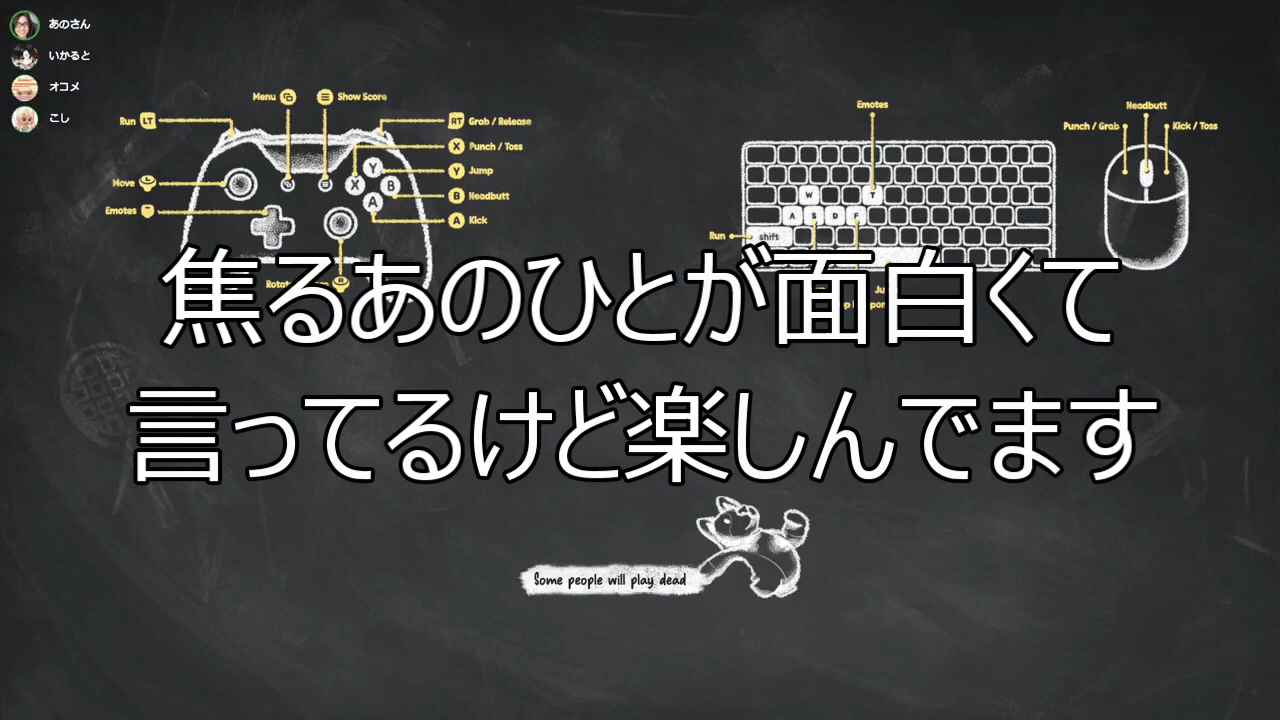 あのさん
いかると
オコメ
こし
Menu
Show Score
Run LT
RT Grab / Release
X Punch / Toss
Y Jump
B Headbutt
A Kick
Move
Emotes
Y
X
B
A
Rotate
R
Emotes
W
T
A S D F
Run
shift
Headbutt
Punch / Grab
Kick / Toss
焦るあのひとが面白くて
言ってるけど楽しんでます
Some people will play dead